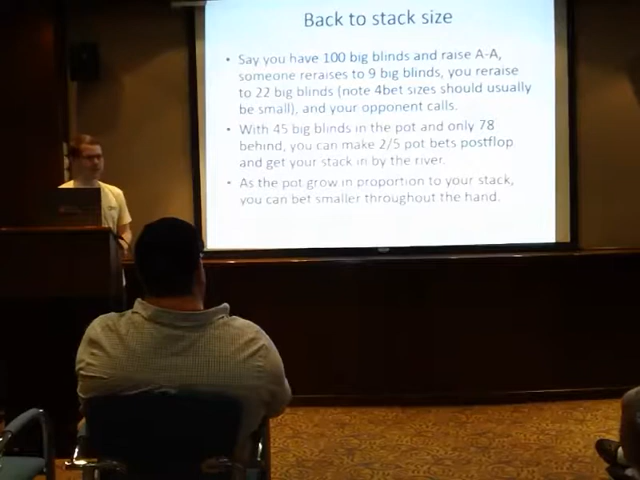 Back to stack size
• Say you have 100 big blinds and raise A-A,
someone reraises to 9 big blinds, you reraise
to 22 big blinds (note 4bet sizes should usually
be small), and your opponent calls.
• With 45 big blinds in the pot and only 78
behind, you can make 2/5 pot bets postflop
and get your stack in by the river.
• As the pot grow in proportion to your stack,
you can bet smaller throughout the hand.